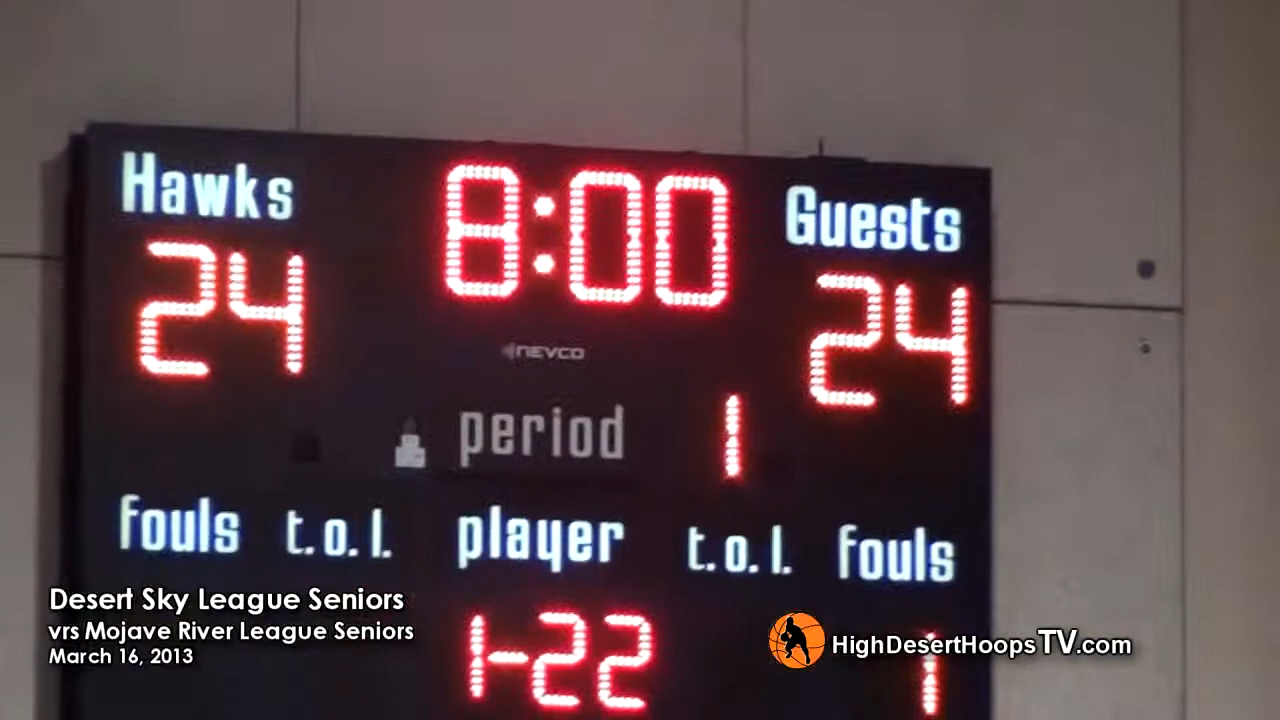 Hawks 8:00 Guests
24 24
NEVCO
period 1
fouls t.o.l. player t.o.l. fouls
1-22 1
Desert Sky League Seniors
vrs Mojave River League Seniors
March 16, 2013
HighDesertHoopsTV.com